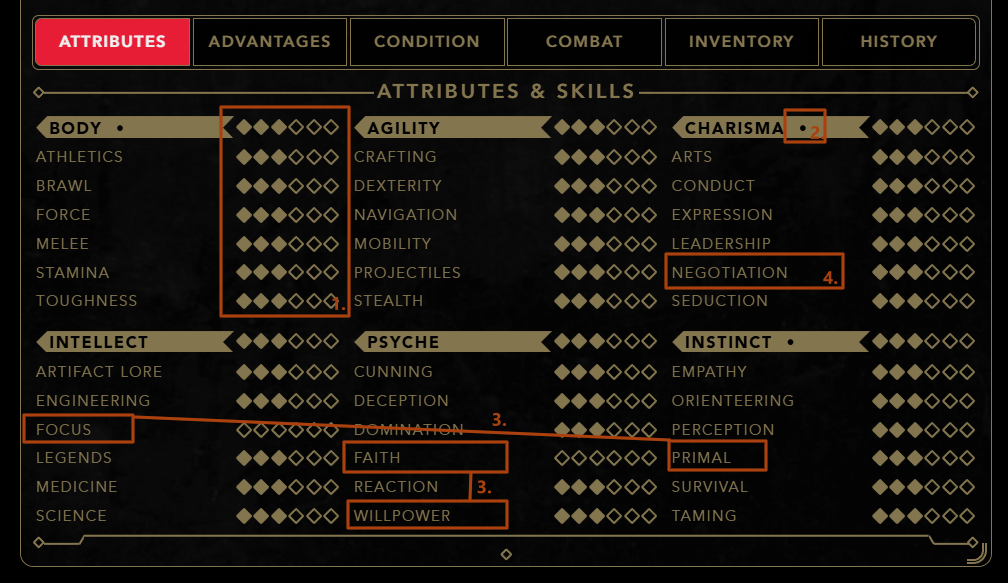 ATTRIBUTES ADVANTAGES CONDITION COMBAT INVENTORY HISTORY
ATTRIBUTES & SKILLS
BODY •
ATHLETICS
BRAWL
FORCE
MELEE
STAMINA
TOUGHNESS
1.
AGILITY
CRAFTING
DEXTERITY
NAVIGATION
MOBILITY
PROJECTILES
STEALTH
CHARISMA • 2.
ARTS
CONDUCT
EXPRESSION
LEADERSHIP
NEGOTIATION 4.
SEDUCTION
INTELLECT
ARTIFACT LORE
ENGINEERING
FOCUS
LEGENDS
MEDICINE
SCIENCE
PSYCHE
CUNNING
DECEPTION
3.
DOMINATION
FAITH
REACTION 3.
WILLPOWER
INSTINCT •
EMPATHY
ORIENTEERING
PERCEPTION
PRIMAL
SURVIVAL
TAMING